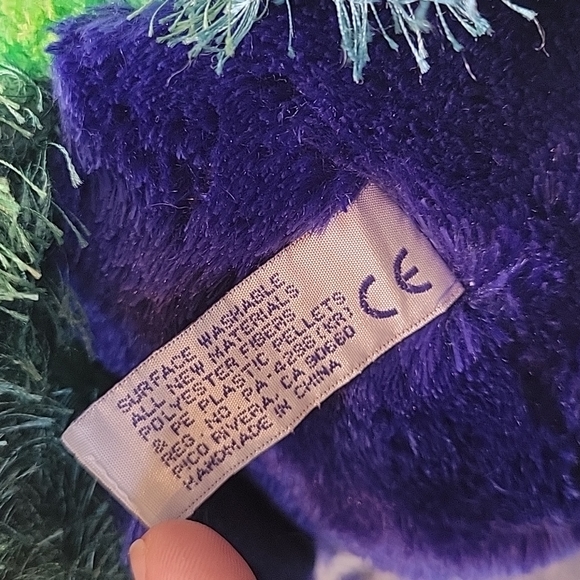 SURFACE WASHABLE
ALL NEW MATERIALS
POLYESTER FIBERS
& PE PLASTIC PELLETS
REG. NO. PA. 4298 (KR)
PICO RIVERA, CA 90660
HANDMADE IN CHINA
CE